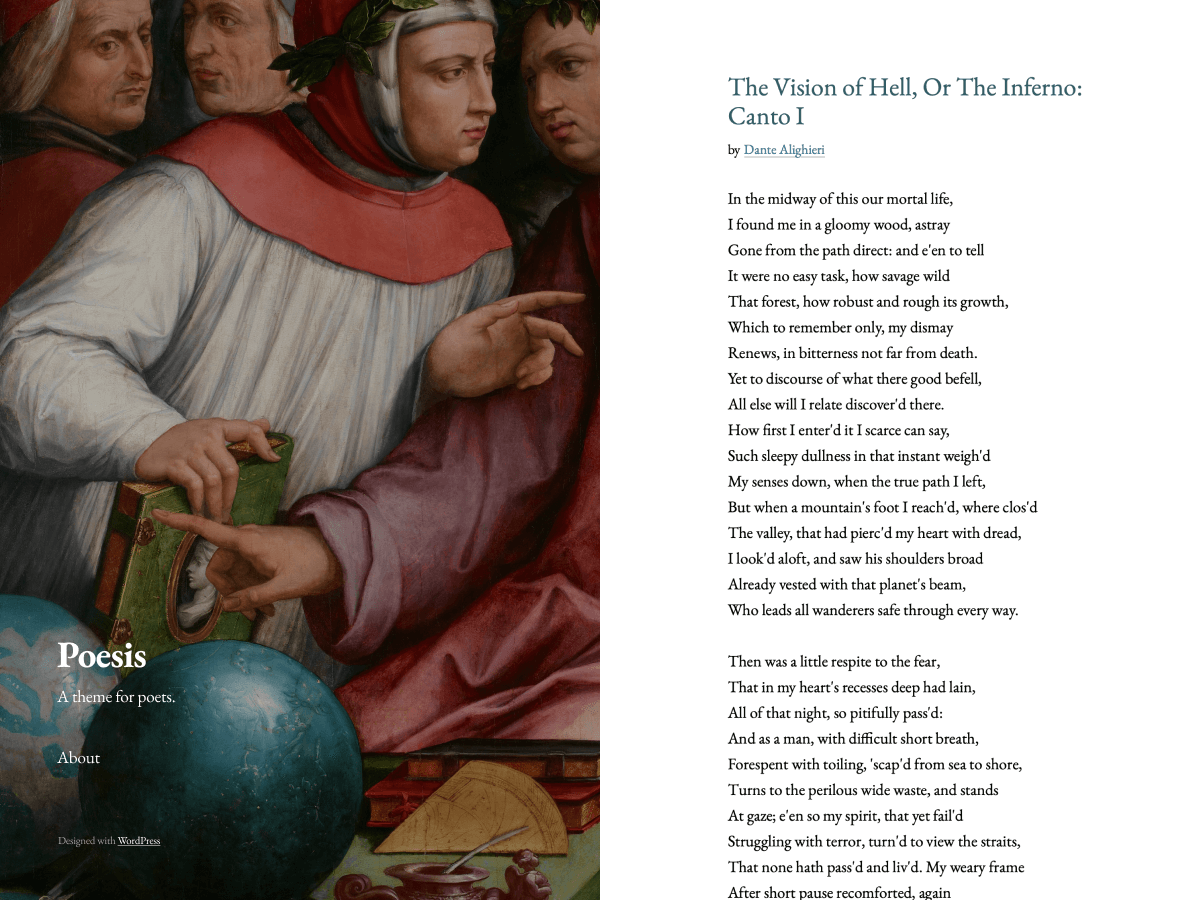 Poesis
A theme for poets.
About
Designed with WordPress
The Vision of Hell, Or The Inferno:
Canto I
by Dante Alighieri
In the midway of this our mortal life,
I found me in a gloomy wood, astray
Gone from the path direct: and e'en to tell
It were no easy task, how savage wild
That forest, how robust and rough its growth,
Which to remember only, my dismay
Renews, in bitterness not far from death.
Yet to discourse of what there good befell,
All else will I relate discover'd there.
How first I enter'd it I scarce can say,
Such sleepy dullness in that instant weigh'd
My senses down, when the true path I left,
But when a mountain's foot I reach'd, where clos'd
The valley, that had pierc'd my heart with dread,
I look'd aloft, and saw his shoulders broad
Already vested with that planet's beam,
Who leads all wanderers safe through every way.
Then was a little respite to the fear,
That in my heart's recesses deep had lain,
All of that night, so pitifully pass'd:
And as a man, with difficult short breath,
Forespent with toiling, 'scap'd from sea to shore,
Turns to the perilous wide waste, and stands
At gaze; e'en so my spirit, that yet fail'd
Struggling with terror, turn'd to view the straits,
That none hath pass'd and liv'd. My weary frame
After short pause recomforted, again